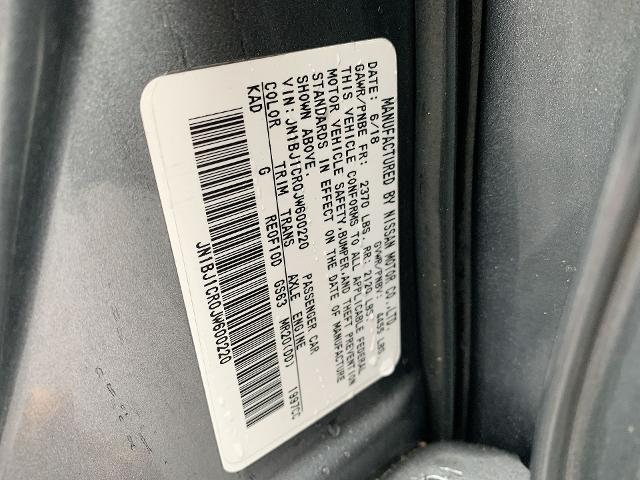 MANUFACTURED BY NISSAN MOTOR CO.,LTD.
DATE: 6/18 GVWR/PNBV: 4455 LBS.
GAWR/PNBE FR: 2370 LBS. RR: 2120 LBS.
THIS VEHICLE CONFORMS TO ALL APPLICABLE FEDERAL
MOTOR VEHICLE SAFETY,BUMPER,AND THEFT PREVENTION
STANDARDS IN EFFECT ON THE DATE OF MANUFACTURE
SHOWN ABOVE.
VIN: JN1BJ1CR0JW600220 PASSENGER CAR
COLOR TRIM TRANS AXLE ENGINE
KAD G RE0F10D GS63 MR20(DD) 1997CC
JN1BJ1CR0JW600220